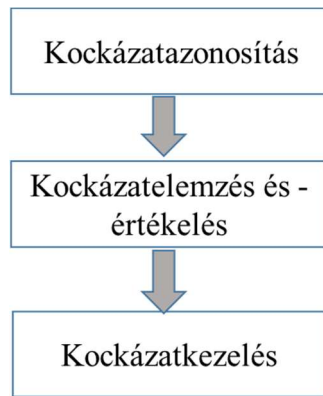 Kockázatazonosítás
Kockázatelemzés és -
értékelés
Kockázatkezelés